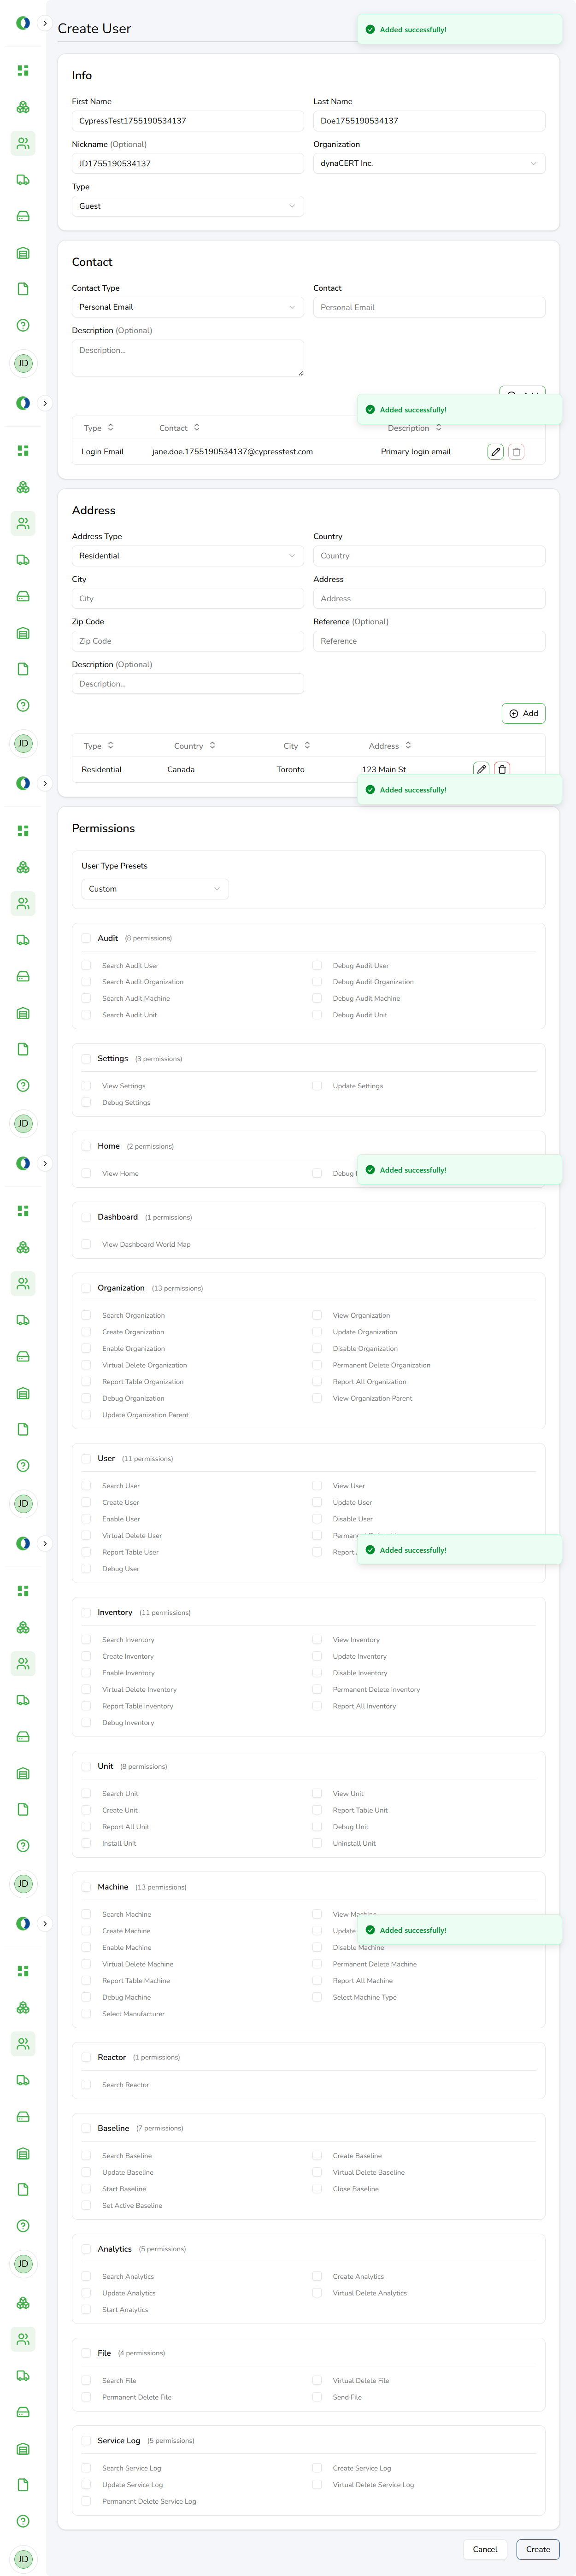 Create User
Added successfully!
Info
First Name
Last Name
CypressTest1755190534137
Doe1755190534137
Nickname (Optional)
Organization
JD1755190534137
dynaCERT Inc.
Type
Guest
Contact
Contact Type
Contact
Personal Email
Personal Email
Description (Optional)
Description...
JD
Added successfully!
Type
Contact
Description
Login Email
jane.doe.1755190534137@cypresstest.com
Primary login email
Address
Address Type
Country
Residential
Country
City
Address
City
Address
Zip Code
Reference (Optional)
Zip Code
Reference
Description (Optional)
Description...
Add
JD
Type
Country
City
Address
Residential
Canada
Toronto
123 Main St
Added successfully!
Permissions
User Type Presets
Custom
Audit (8 permissions)
Search Audit User
Debug Audit User
Search Audit Organization
Debug Audit Organization
Search Audit Machine
Debug Audit Machine
Search Audit Unit
Debug Audit Unit
Settings (3 permissions)
View Settings
Update Settings
Debug Settings
JD
Home (2 permissions)
Added successfully!
View Home
Debug
Dashboard (1 permissions)
View Dashboard World Map
Organization (13 permissions)
Search Organization
View Organization
Create Organization
Update Organization
Enable Organization
Disable Organization
Virtual Delete Organization
Permanent Delete Organization
Report Table Organization
Report All Organization
Debug Organization
View Organization Parent
Update Organization Parent
User (11 permissions)
Search User
View User
Create User
Update User
JD
Enable User
Disable User
Virtual Delete User
Report Table User
Added successfully!
Debug User
Inventory (11 permissions)
Search Inventory
View Inventory
Create Inventory
Update Inventory
Enable Inventory
Disable Inventory
Virtual Delete Inventory
Permanent Delete Inventory
Report Table Inventory
Report All Inventory
Debug Inventory
Unit (8 permissions)
Search Unit
View Unit
Create Unit
Report Table Unit
Report All Unit
Debug Unit
Install Unit
Uninstall Unit
JD
Machine (13 permissions)
Search Machine
View Machine
Create Machine
Update
Added successfully!
Enable Machine
Disable Machine
Virtual Delete Machine
Permanent Delete Machine
Report Table Machine
Report All Machine
Debug Machine
Select Machine Type
Select Manufacturer
Reactor (1 permissions)
Search Reactor
Baseline (7 permissions)
Search Baseline
Create Baseline
Update Baseline
Virtual Delete Baseline
Start Baseline
Close Baseline
Set Active Baseline
Analytics (5 permissions)
JD
Search Analytics
Create Analytics
Update Analytics
Virtual Delete Analytics
Start Analytics
File (4 permissions)
Search File
Virtual Delete File
Permanent Delete File
Send File
Service Log (5 permissions)
Search Service Log
Create Service Log
Update Service Log
Virtual Delete Service Log
Permanent Delete Service Log
Cancel
Create
JD